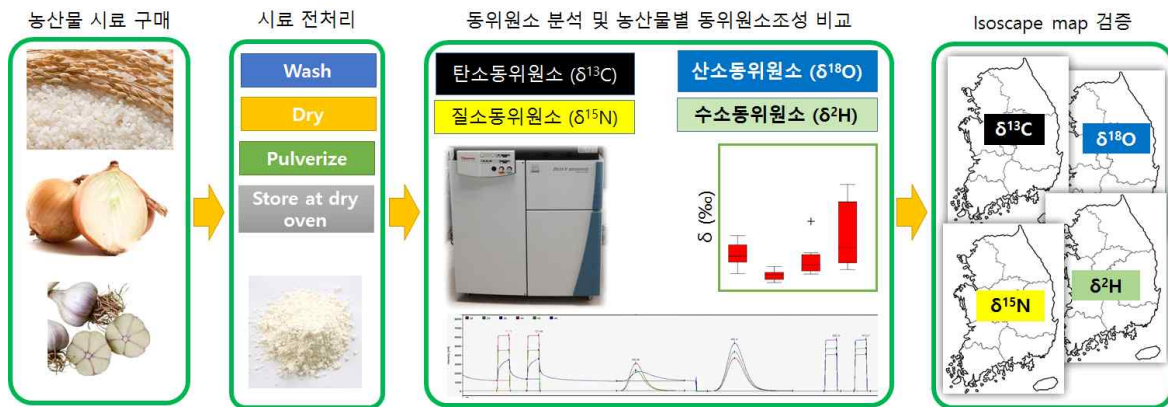 농산물 시료 구매
시료 전처리
동위원소 분석 및 농산물별 동위원소조성 비교
Isoscape map 검증
Wash
Dry
Pulverize
Store at dry
oven
탄소동위원소 (δ¹³C)
산소동위원소 (δ¹⁸O)
질소동위원소 (δ¹⁵N)
수소동위원소 (δ²H)
δ (‰)
δ¹³C
δ¹⁸O
δ¹⁵N
δ²H